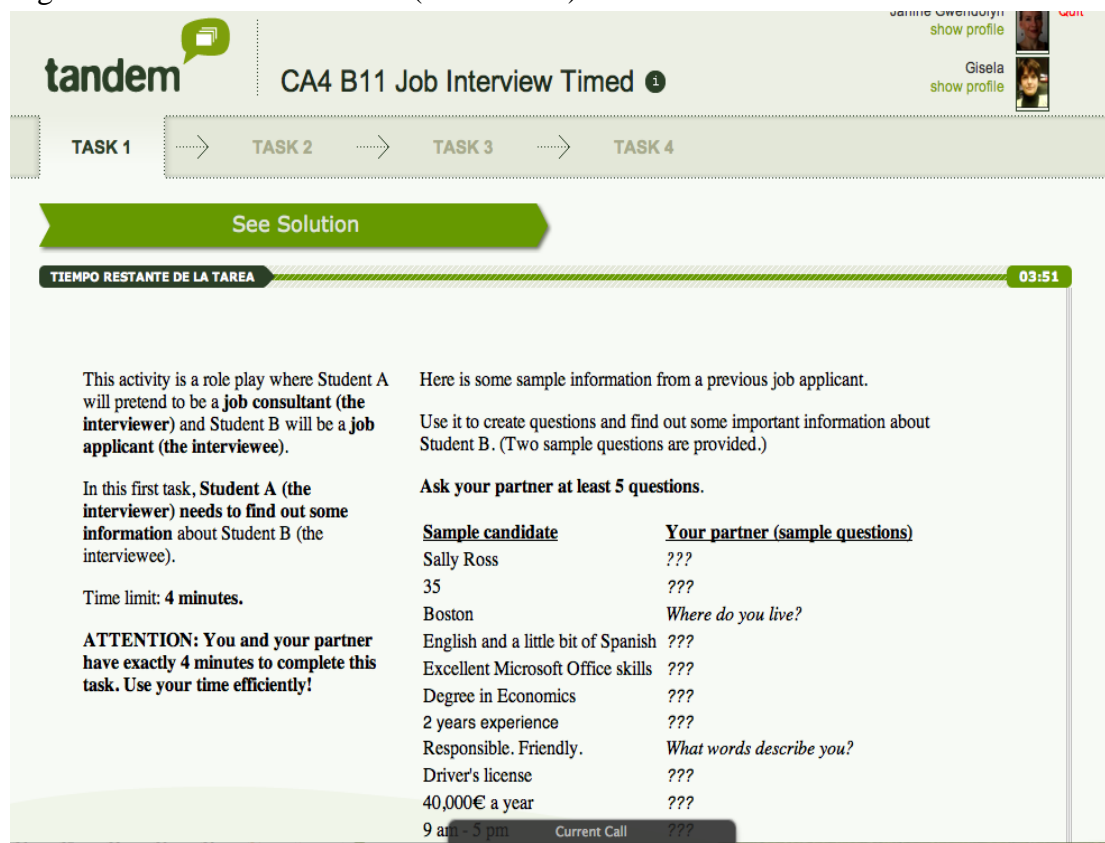 Janine Gwendolyn
show profile
Quit
Gisela
show profile
tandem
CA4 B11 Job Interview Timed i
TASK 1 TASK 2 TASK 3 TASK 4
See Solution
TIEMPO RESTANTE DE LA TAREA 03:51
This activity is a role play where Student A
will pretend to be a job consultant (the
interviewer) and Student B will be a job
applicant (the interviewee).
In this first task, Student A (the
interviewer) needs to find out some
information about Student B (the
interviewee).
Time limit: 4 minutes.
ATTENTION: You and your partner
have exactly 4 minutes to complete this
task. Use your time efficiently!
Here is some sample information from a previous job applicant.
Use it to create questions and find out some important information about
Student B. (Two sample questions are provided.)
Ask your partner at least 5 questions.
Sample candidate Your partner (sample questions)
Sally Ross ???
35 ???
Boston Where do you live?
English and a little bit of Spanish ???
Excellent Microsoft Office skills ???
Degree in Economics ???
2 years experience ???
Responsible. Friendly. What words describe you?
Driver's license ???
40,000€ a year ???
9 am - 5 pm ???
Current Call